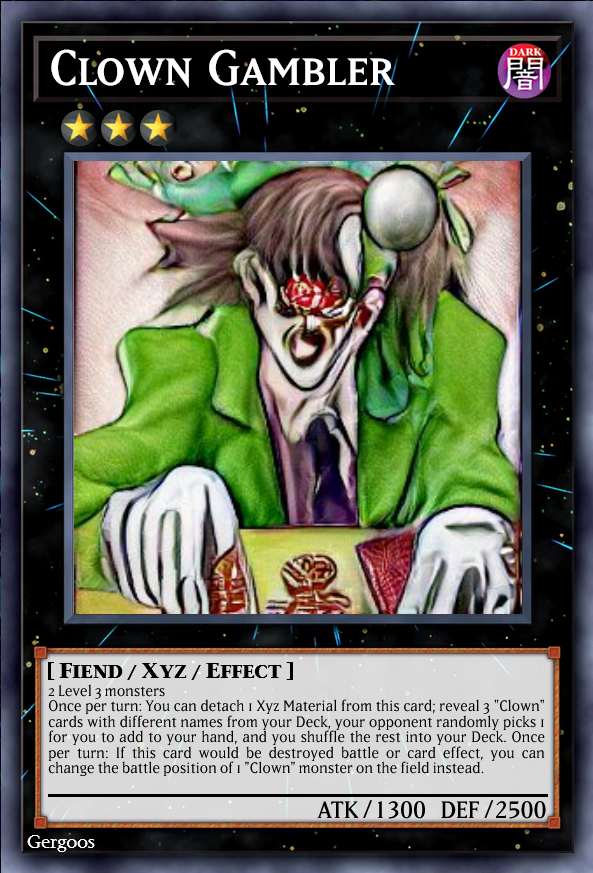 Clown Gambler
DARK
闇
[ Fiend / Xyz / Effect ]
2 Level 3 monsters
Once per turn: You can detach 1 Xyz Material from this card; reveal 3 "Clown"
cards with different names from your Deck, your opponent randomly picks 1
for you to add to your hand, and you shuffle the rest into your Deck. Once
per turn: If this card would be destroyed battle or card effect, you can
change the battle position of 1 "Clown" monster on the field instead.
ATK/1300 DEF/2500
Gergoos